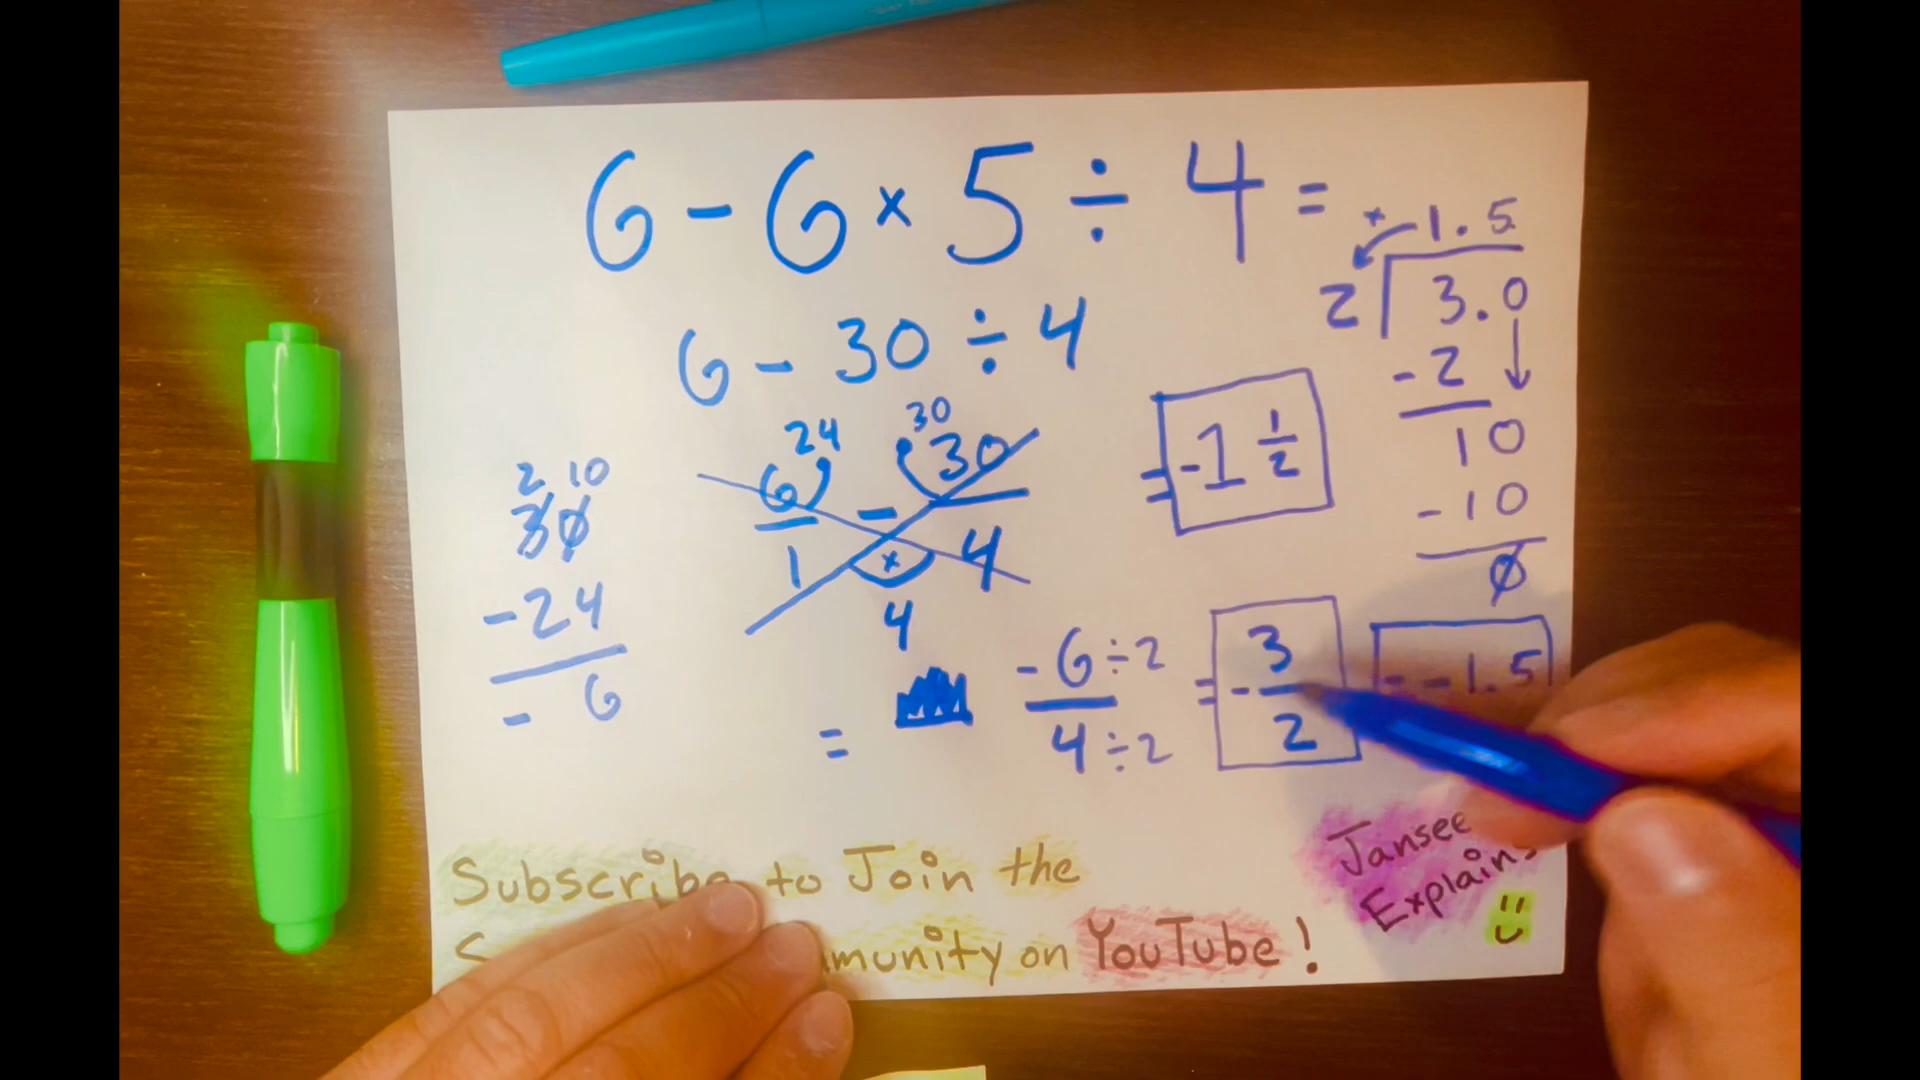 6 - 6 × 5 ÷ 4 =
6 - 30 ÷ 4
24 30
6 - 30
1 × 4
4
2 10
30
-24
- 6
=
-6 ÷2
4 ÷2
= - 3
2
= -1 1/2
× 1.5
2 3.0
-2
10
-10
0
-1.5
Subscribe to Join the
munity on YouTube!
Jansee
Explains